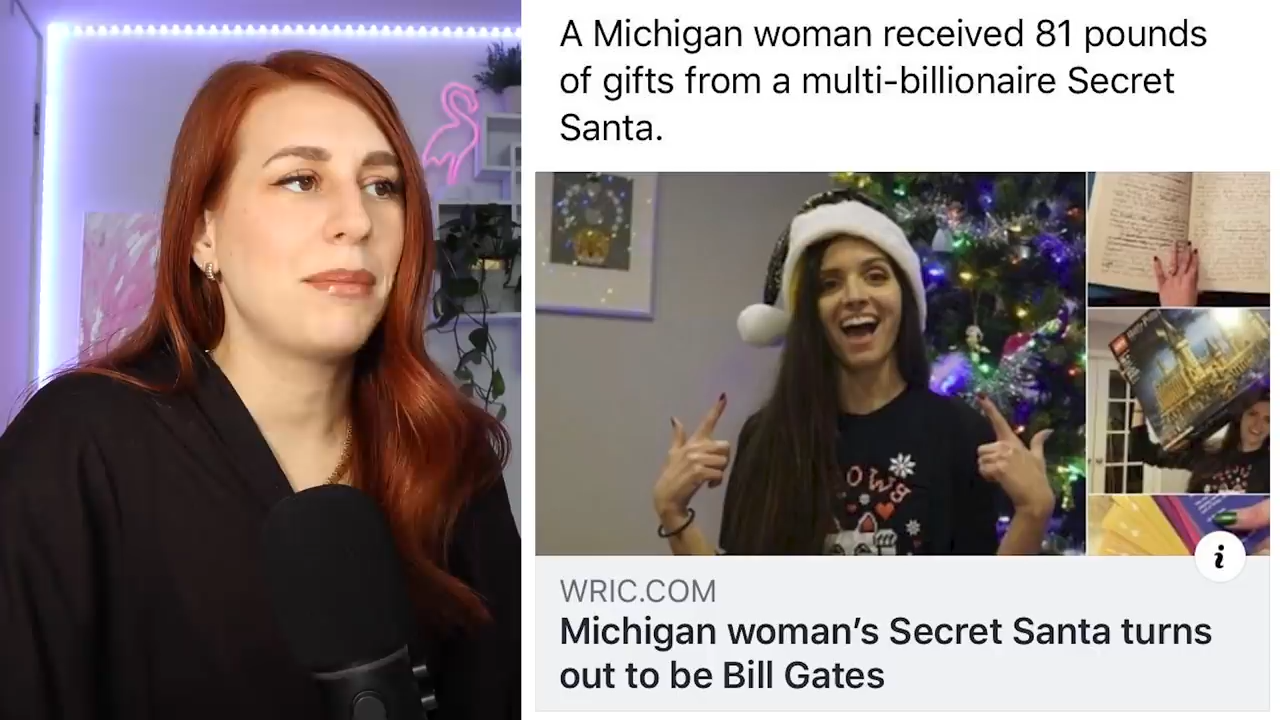 A Michigan woman received 81 pounds
of gifts from a multi-billionaire Secret
Santa.
i
WRIC.COM
Michigan woman's Secret Santa turns
out to be Bill Gates